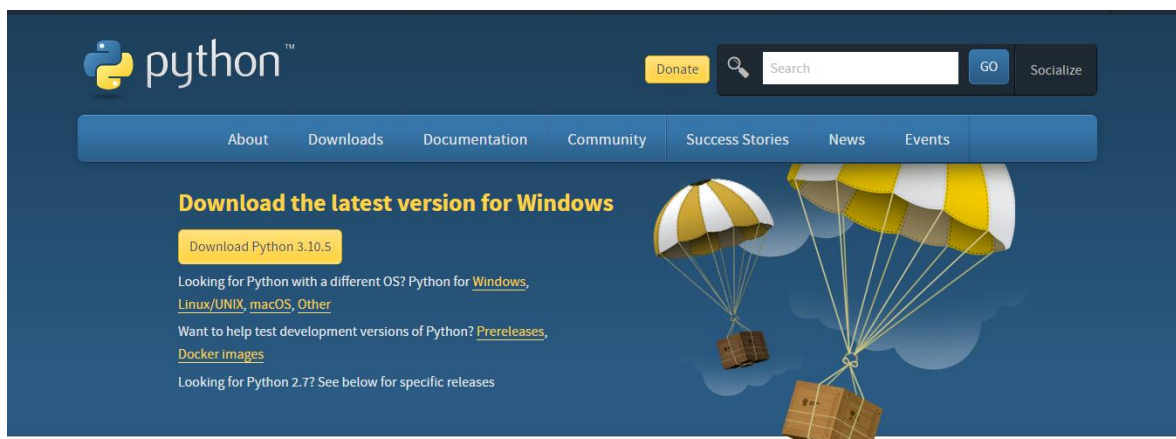 python™
Donate
Search
GO
Socialize
About Downloads Documentation Community Success Stories News Events
Download the latest version for Windows
Download Python 3.10.5
Looking for Python with a different OS? Python for Windows,
Linux/UNIX, macOS, Other
Want to help test development versions of Python? Prereleases,
Docker images
Looking for Python 2.7? See below for specific releases